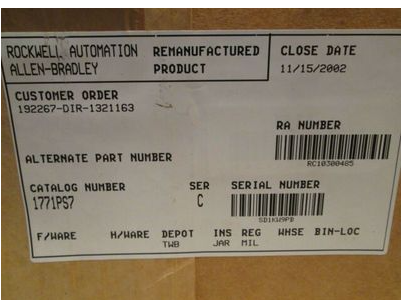 ROCKWELL AUTOMATION REMANUFACTURED CLOSE DATE
ALLEN-BRADLEY PRODUCT 11/15/2002
CUSTOMER ORDER
192267-DIR-1321163
RA NUMBER
RC10300485
ALTERNATE PART NUMBER
CATALOG NUMBER SER SERIAL NUMBER
1771PS7 C
SD1KW9PB
F/WARE H/WARE DEPOT INS REG WHSE BIN-LOC
TWB JAR MIL